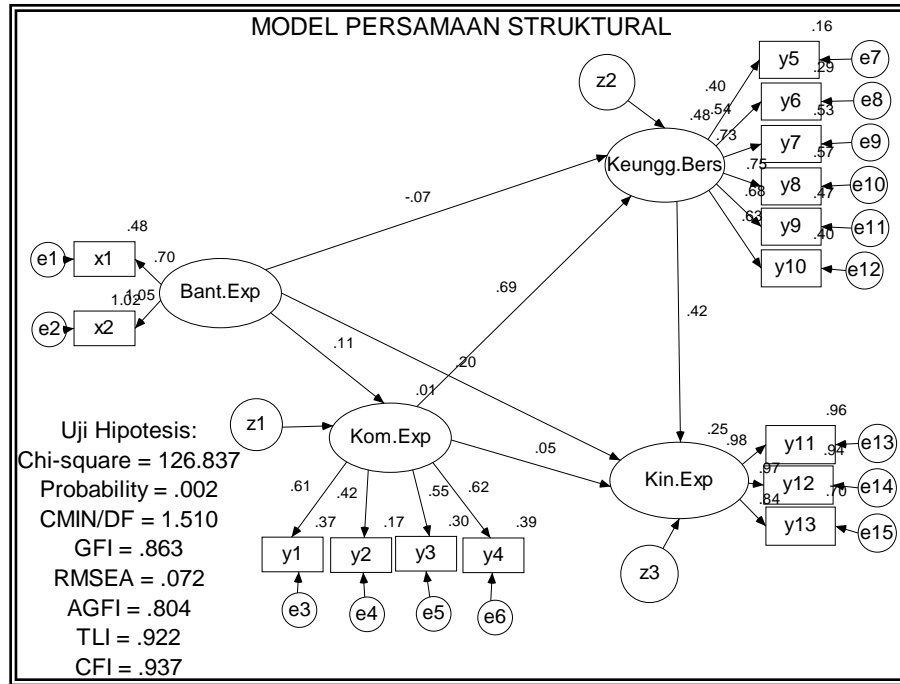 MODEL PERSAMAAN STRUKTURAL
.16
y5
e7
.29
z2
.40
y6
e8
.54
.48
.53
.73
y7
e9
.57
Keungg.Bers
.75
y8
e10
.47
-.07
.68
y9
e11
.63
.40
y10
e12
.48
e1
x1
.70
Bant.Exp
1.05
1.02
e2
x2
.69
.42
.11
.20
.01
z1
Kom.Exp
.05
.25
.96
.98
y11
e13
.94
Kin.Exp
.97
y12
e14
.70
.84
y13
e15
z3
.61
.42
.55
.62
.37
.17
.30
.39
y1
y2
y3
y4
e3
e4
e5
e6
Uji Hipotesis:
Chi-square = 126.837
Probability = .002
CMIN/DF = 1.510
GFI = .863
RMSEA = .072
AGFI = .804
TLI = .922
CFI = .937